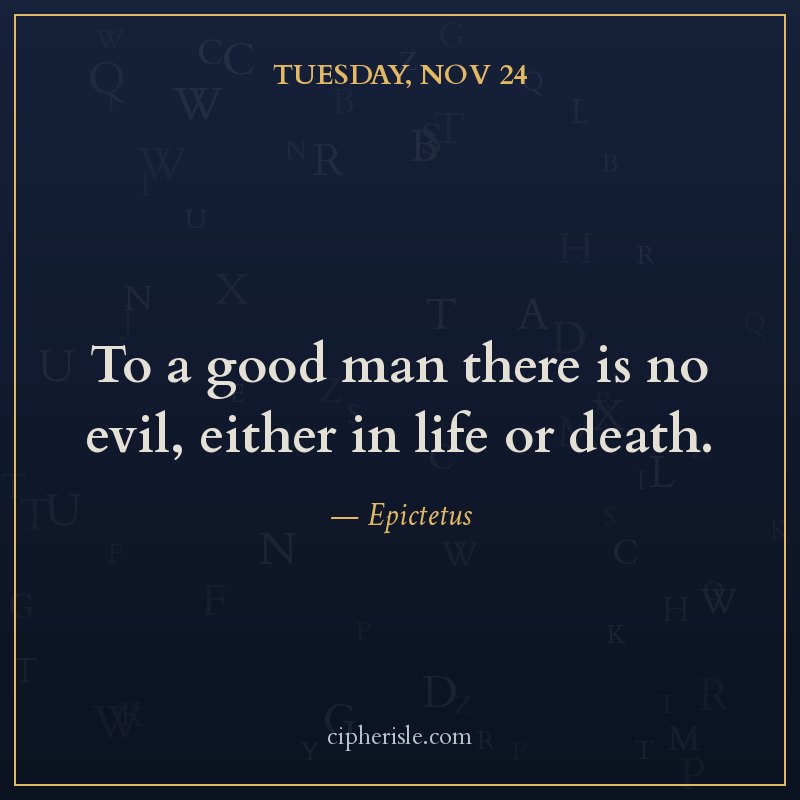 TUESDAY, NOV 24
To a good man there is no
evil, either in life or death.
— Epictetus
cipherisle.com